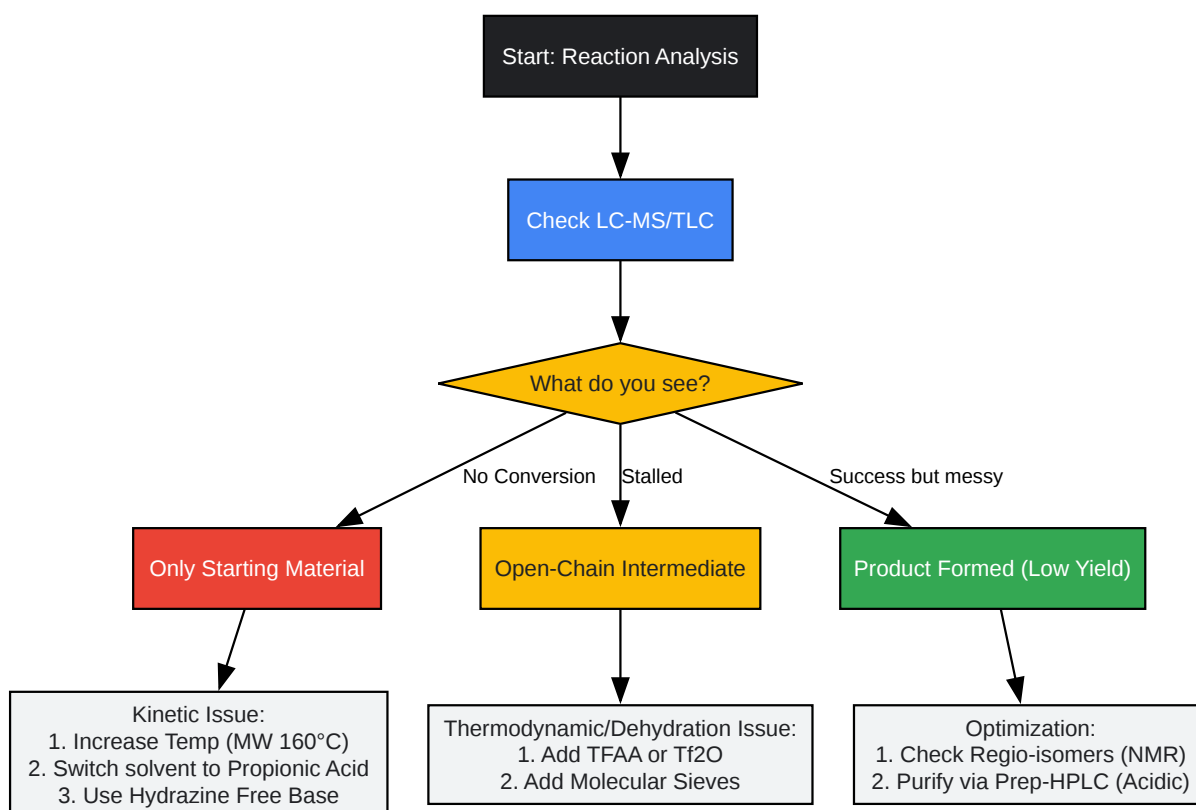 Start: Reaction Analysis
Check LC-MS/TLC
What do you see?
No Conversion
Stalled
Success but messy
Only Starting Material
Open-Chain Intermediate
Product Formed (Low Yield)
Kinetic Issue:
1. Increase Temp (MW 160°C)
2. Switch solvent to Propionic Acid
3. Use Hydrazine Free Base
Thermodynamic/Dehydration Issue:
1. Add TFAA or Tf2O
2. Add Molecular Sieves
Optimization:
1. Check Regio-isomers (NMR)
2. Purify via Prep-HPLC (Acidic)